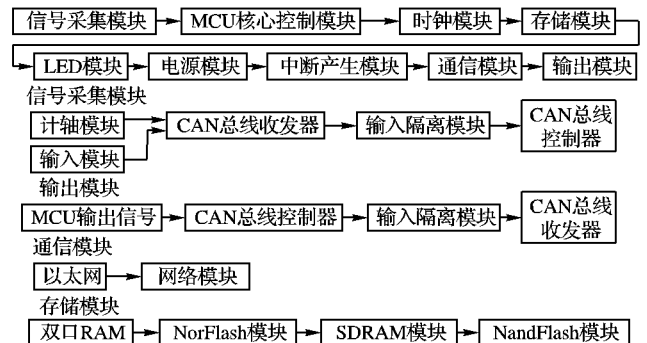 信号采集模块 MCU核心控制模块 时钟模块 存储模块
LED模块 电源模块 中断产生模块 通信模块 输出模块
信号采集模块
计轴模块 CAN总线收发器 输入隔离模块 CAN总线
控制器
输入模块
输出模块
MCU输出信号 CAN总线控制器 输入隔离模块 CAN总线
收发器
通信模块
以太网 网络模块
存储模块
双口RAM NorFlash模块 SDRAM模块 NandFlash模块